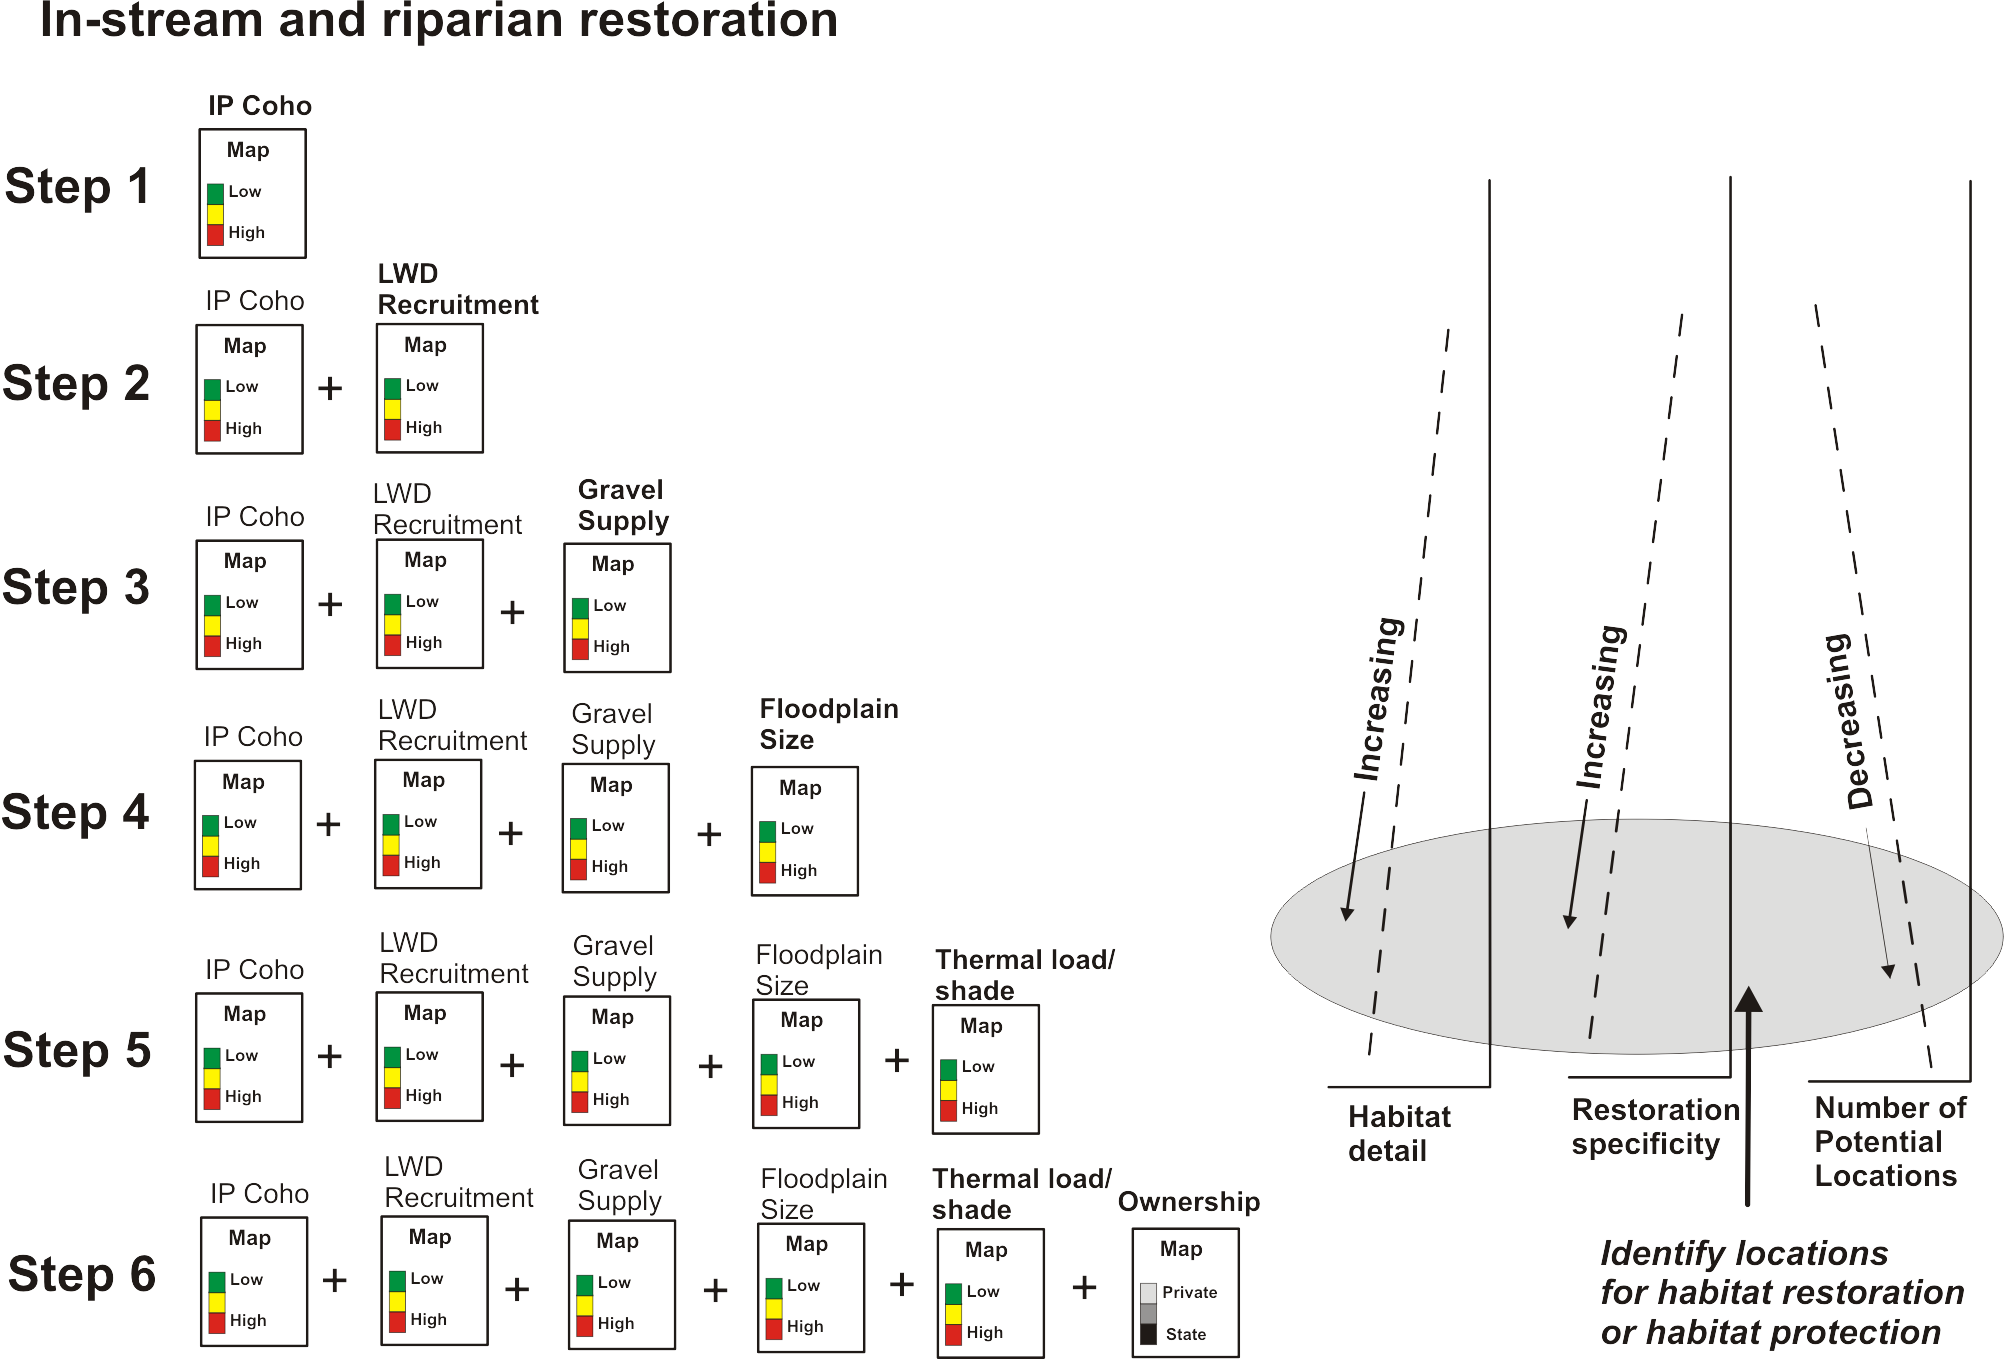 In-stream and riparian restoration
IP Coho
Map
Step 1
Low
High
IP Coho
LWD
Recruitment
Step 2
Map
Low
High
+
Map
Low
High
IP Coho
LWD
Recruitment
Gravel
Supply
Step 3
Map
Low
High
+
Map
Low
High
+
Map
Low
High
IP Coho
LWD
Recruitment
Gravel
Supply
Floodplain
Size
Step 4
Map
Low
High
+
Map
Low
High
+
Map
Low
High
+
Map
Low
High
IP Coho
LWD
Recruitment
Gravel
Supply
Floodplain
Size
Thermal load/
shade
Step 5
Map
Low
High
+
Map
Low
High
+
Map
Low
High
+
Map
Low
High
+
Map
Low
High
IP Coho
LWD
Recruitment
Gravel
Supply
Floodplain
Size
Thermal load/
shade
Ownership
Step 6
Map
Low
High
+
Map
Low
High
+
Map
Low
High
+
Map
Low
High
+
Map
Low
High
+
Map
Private
State
Increasing
Increasing
Decreasing
Habitat
detail
Restoration
specificity
Number of
Potential
Locations
Identify locations
for habitat restoration
or habitat protection